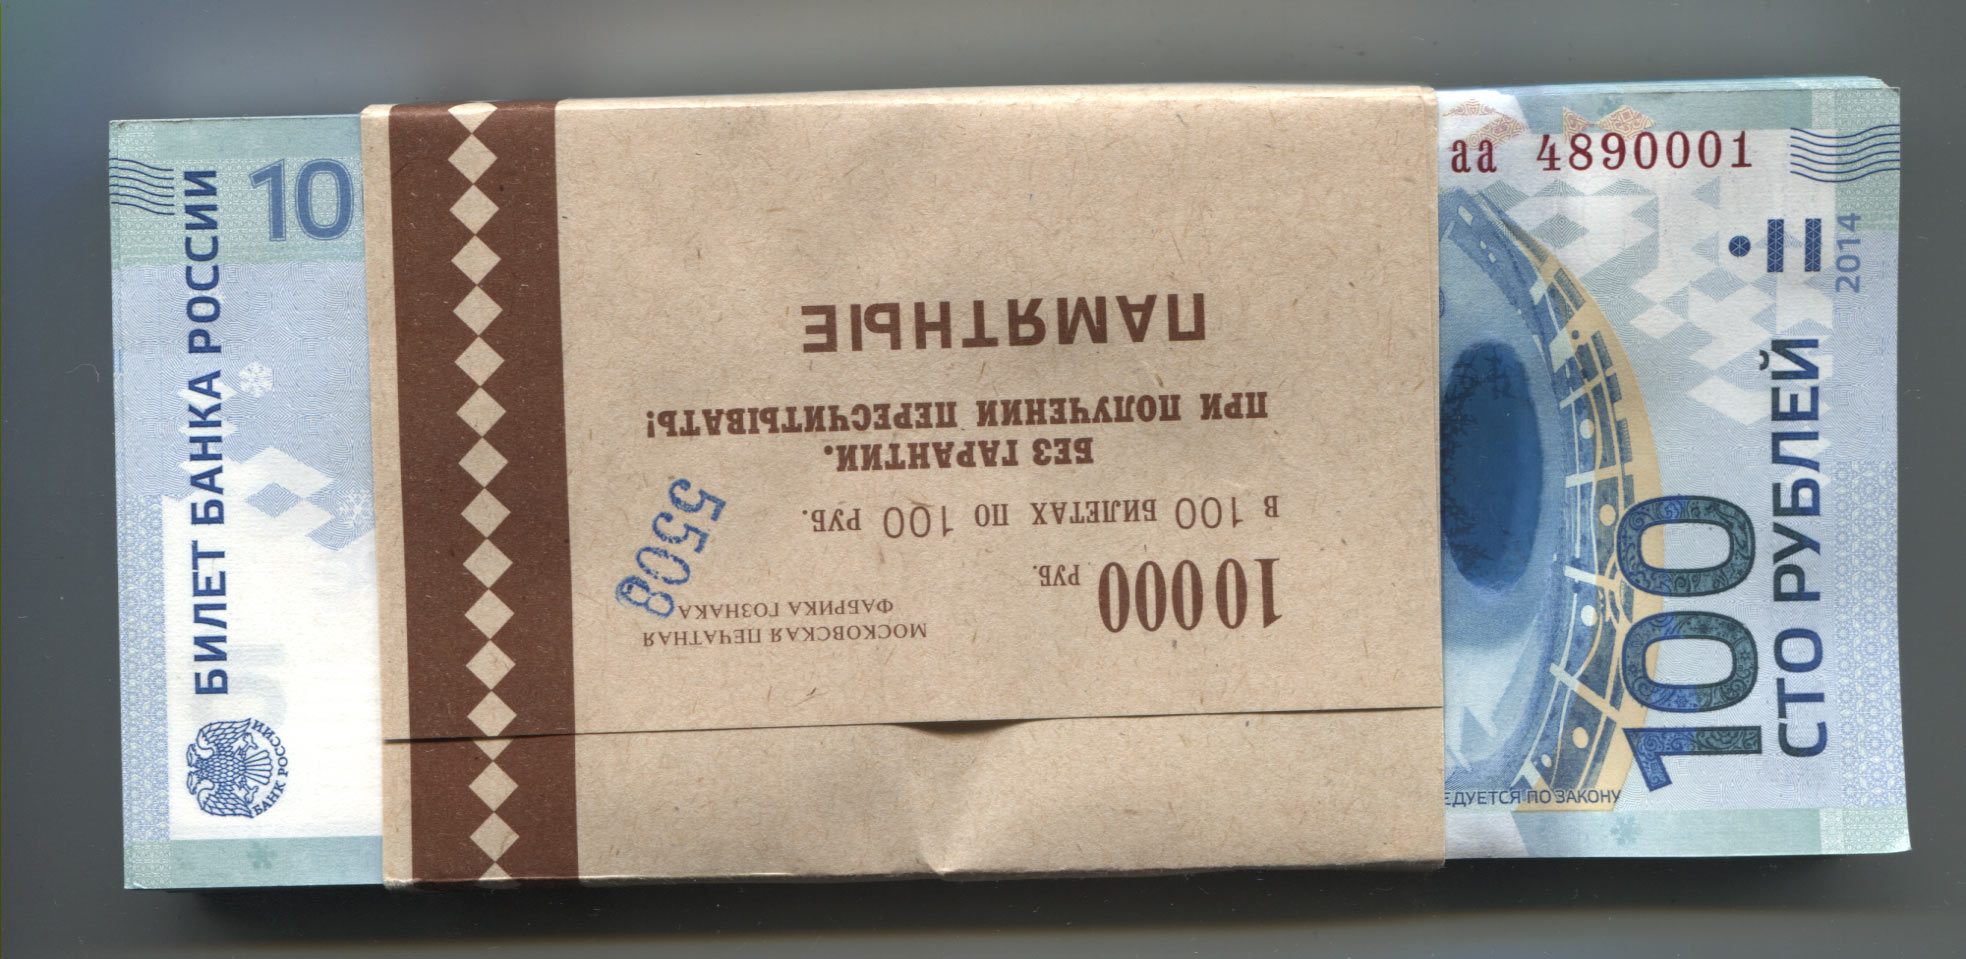 БИЛЕТ БАНКА РОССИИ
10
БАНК РОССИИ
МОСКОВСКАЯ ПЕЧАТНАЯ
ФАБРИКА ГОЗНАКА
5508
10000 РУБ.
В 100 БИЛЕТАХ ПО 100 РУБ.
БЕЗ ГАРАНТИИ.
ПРИ ПОЛУЧЕНИИ ПЕРЕСЧИТЫВАТЬ!
ПАМЯТНЫЕ
аа 4890001
2014
100
СТО РУБЛЕЙ
ЕДУЕТСЯ ПО ЗАКОНУ